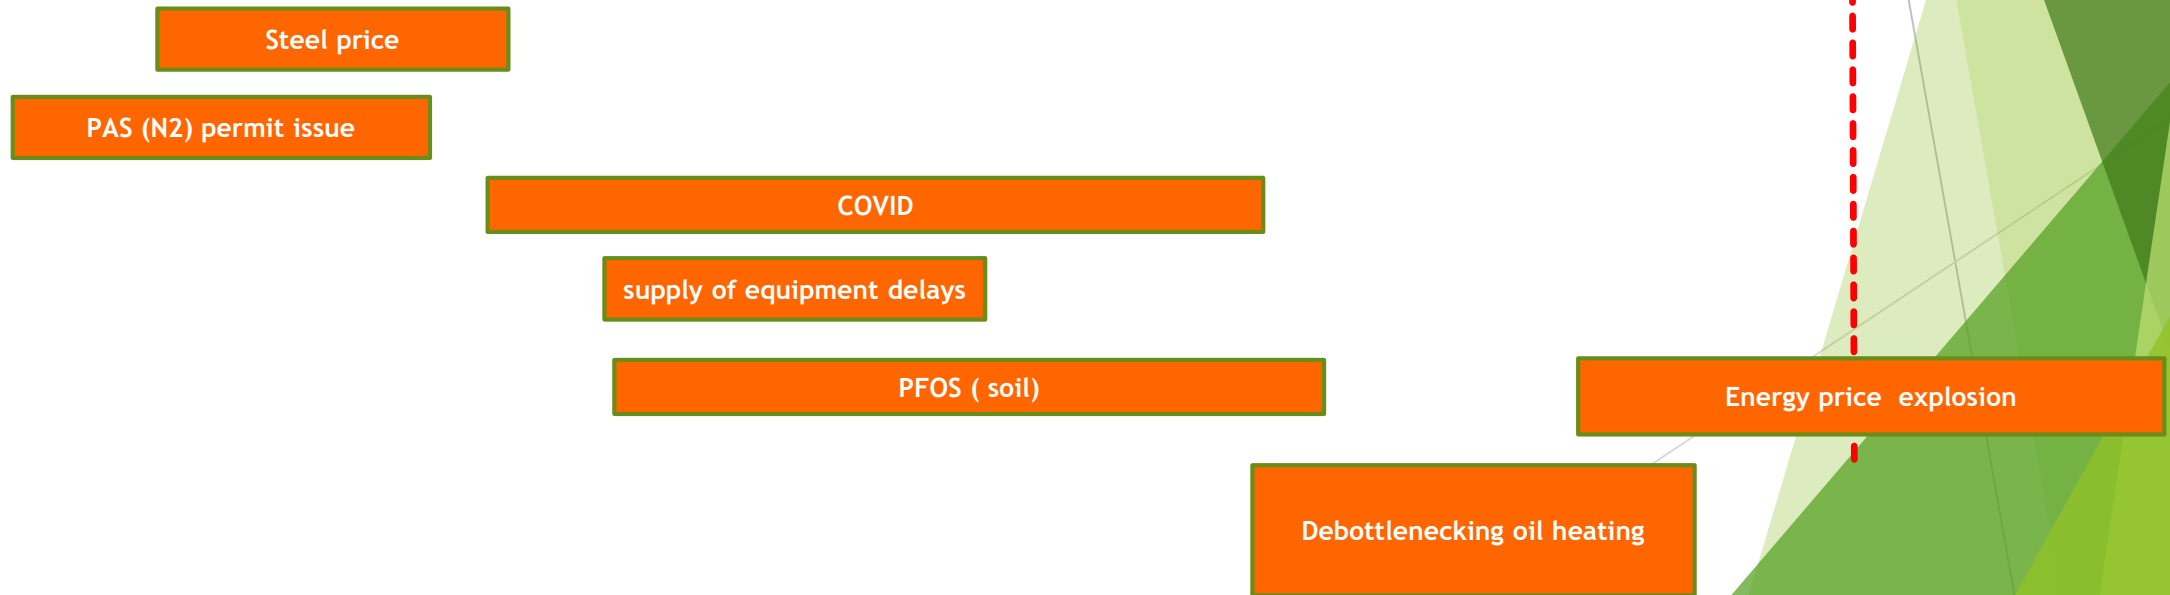 Steel price
PAS (N2) permit issue
COVID
supply of equipment delays
PFOS ( soil)
Energy price  explosion
Debottlenecking oil heating